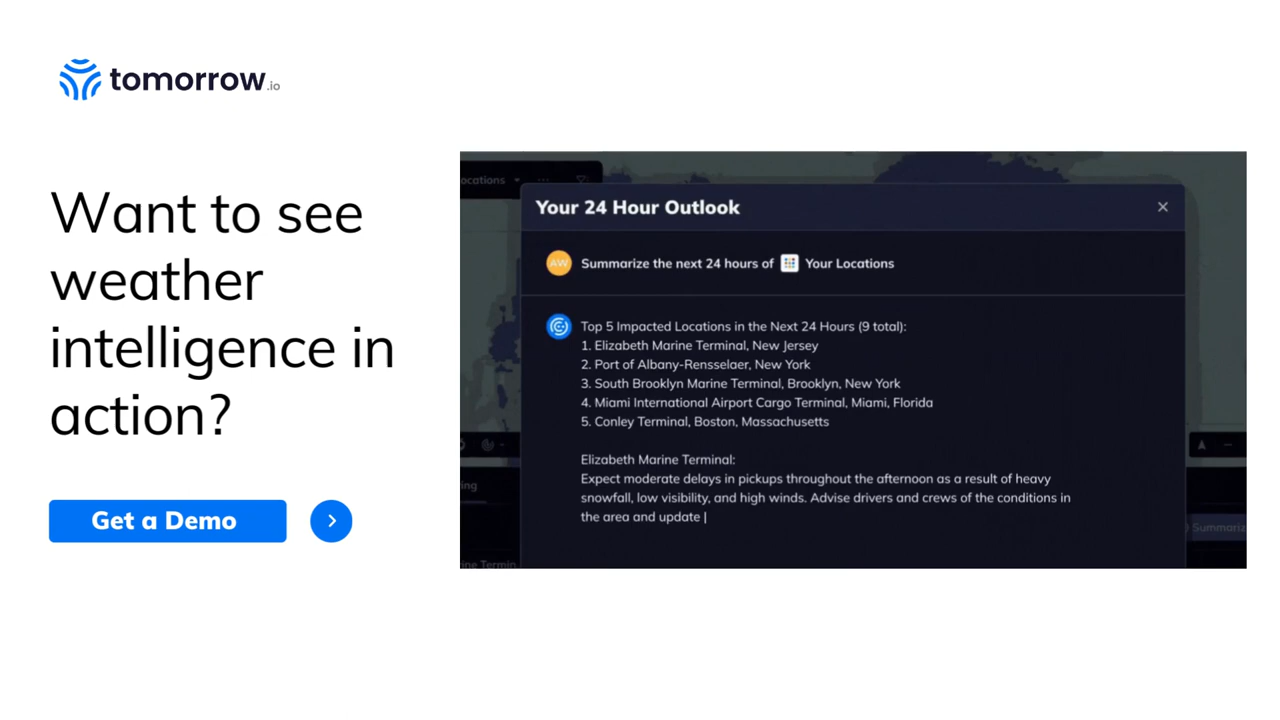 tomorrow.io
Want to see
weather
intelligence in
action?
Get a Demo
ocations
Your 24 Hour Outlook
AW
Summarize the next 24 hours of Your Locations
Top 5 Impacted Locations in the Next 24 Hours (9 total):
1. Elizabeth Marine Terminal, New Jersey
2. Port of Albany-Rensselaer, New York
3. South Brooklyn Marine Terminal, Brooklyn, New York
4. Miami International Airport Cargo Terminal, Miami, Florida
5. Conley Terminal, Boston, Massachusetts
Elizabeth Marine Terminal:
Expect moderate delays in pickups throughout the afternoon as a result of heavy
snowfall, low visibility, and high winds. Advise drivers and crews of the conditions in
the area and update
ing
Summariz
ine Termin